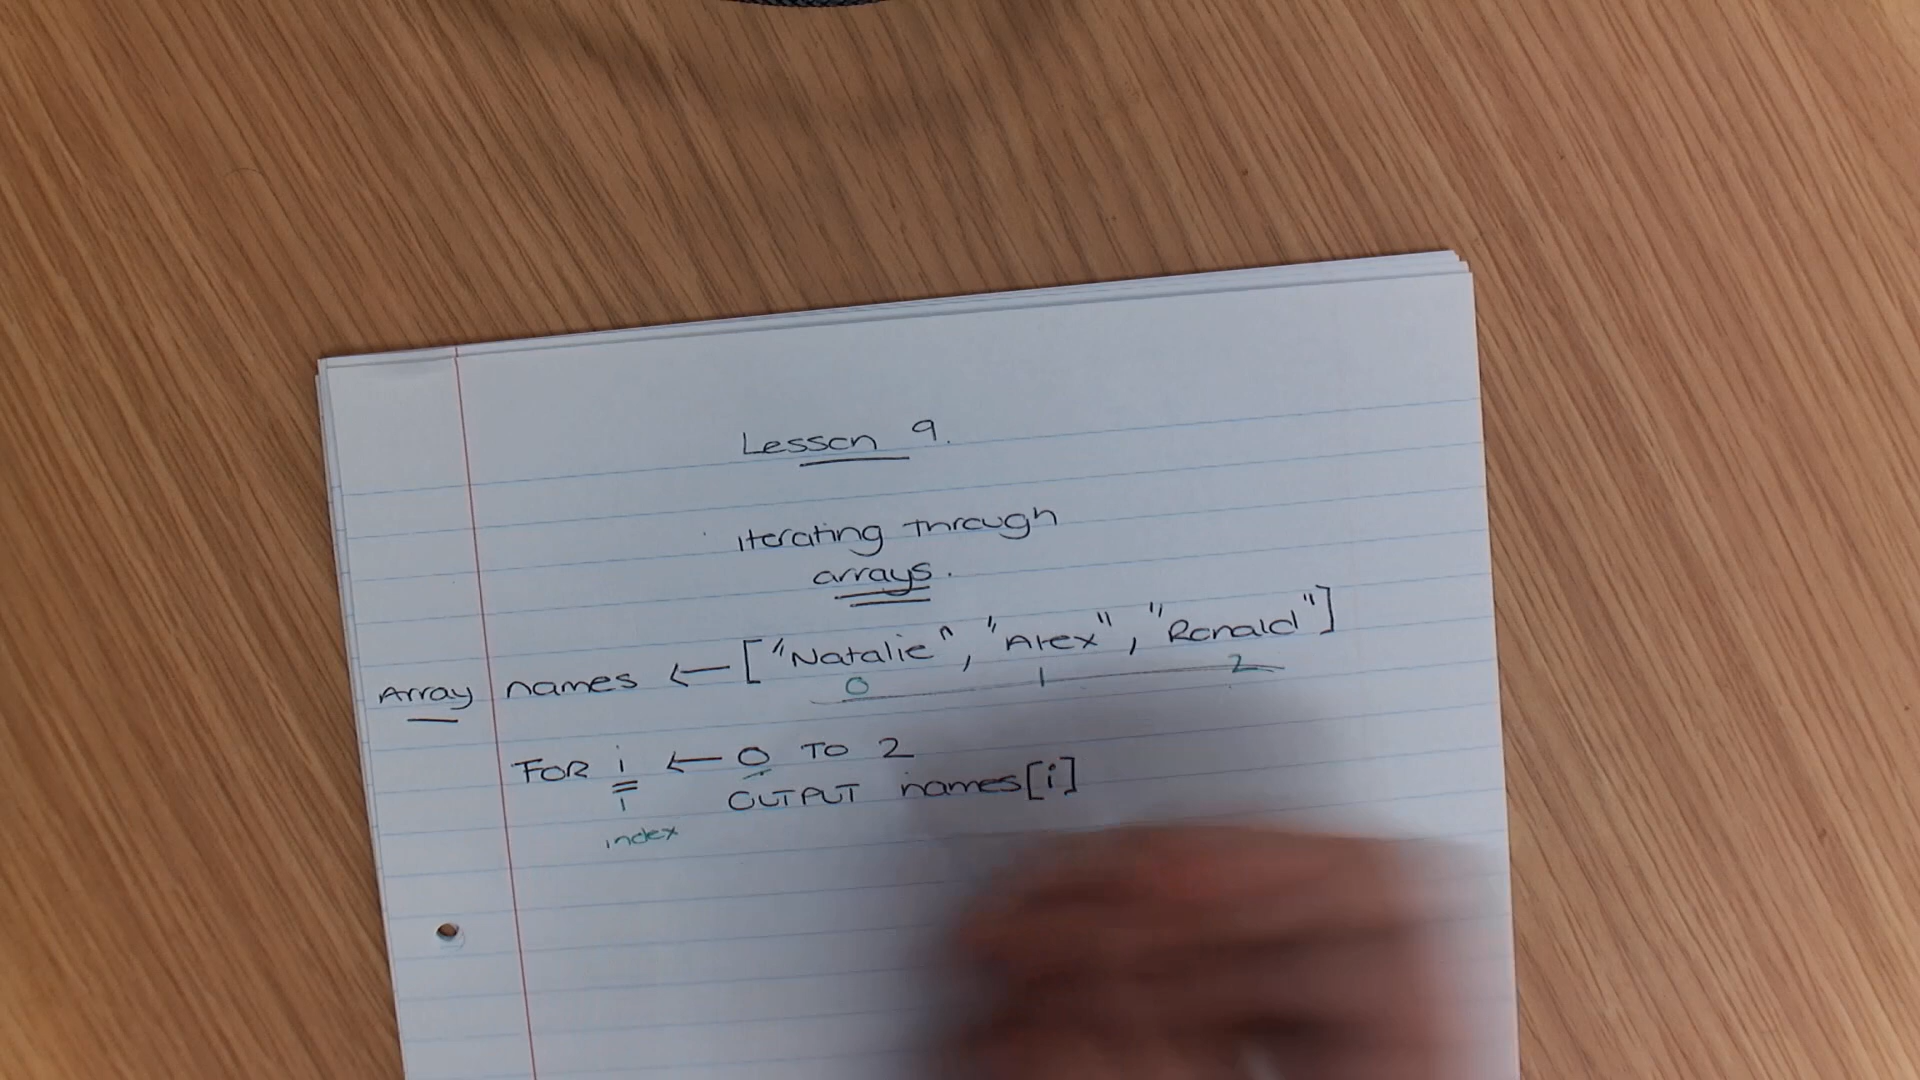 Lesson 9.
iterating through
arrays.
Array names ← ["Natalie", "Alex", "Ronald"]
0 1 2
FOR i ← 0 TO 2
OUTPUT names[i]
index